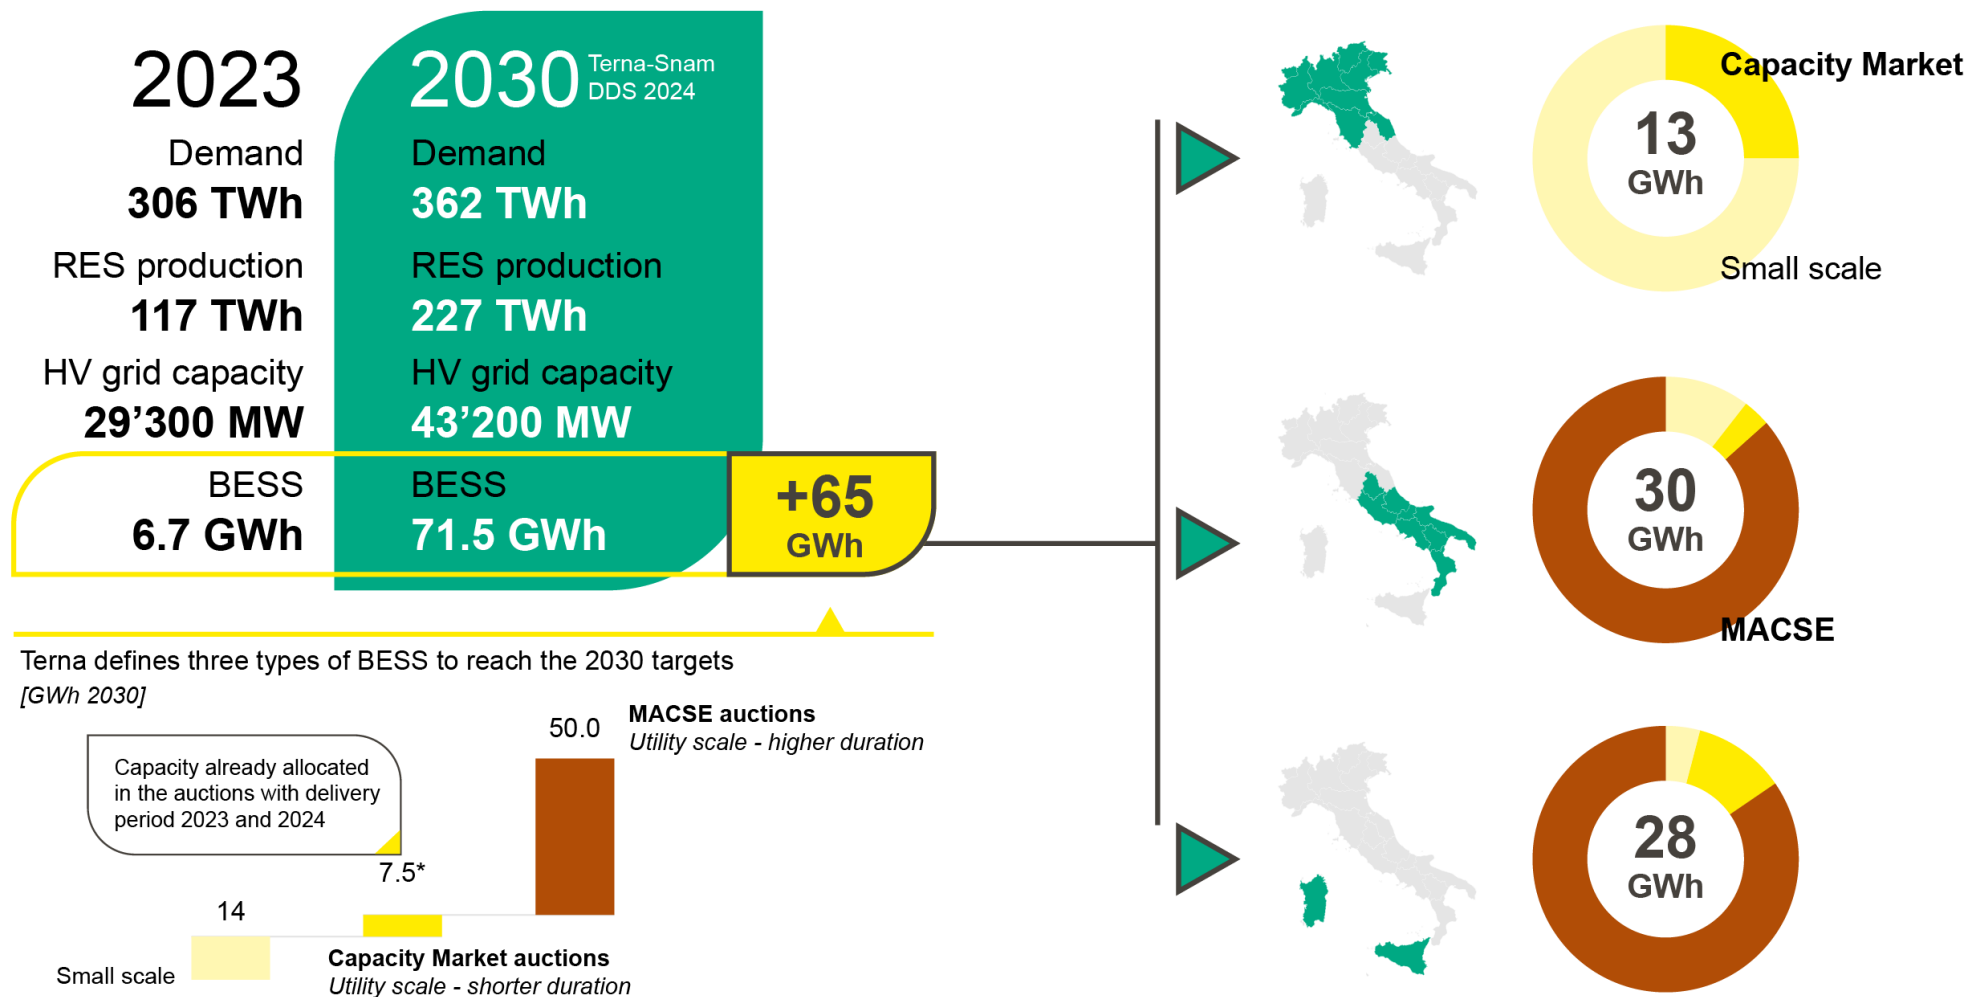 2023
Demand
306 TWh
RES production
117 TWh
HV grid capacity
29’300 MW
BESS
6.7 GWh
2030 Terna-Snam
DDS 2024
Demand
362 TWh
RES production
227 TWh
HV grid capacity
43’200 MW
BESS
71.5 GWh
+65
GWh
Terna defines three types of BESS to reach the 2030 targets
[GWh 2030]
Capacity already allocated
in the auctions with delivery
period 2023 and 2024
14
Small scale
7.5*
Capacity Market auctions
Utility scale - shorter duration
50.0
MACSE auctions
Utility scale - higher duration
Capacity Market
13
GWh
Small scale
30
GWh
MACSE
28
GWh